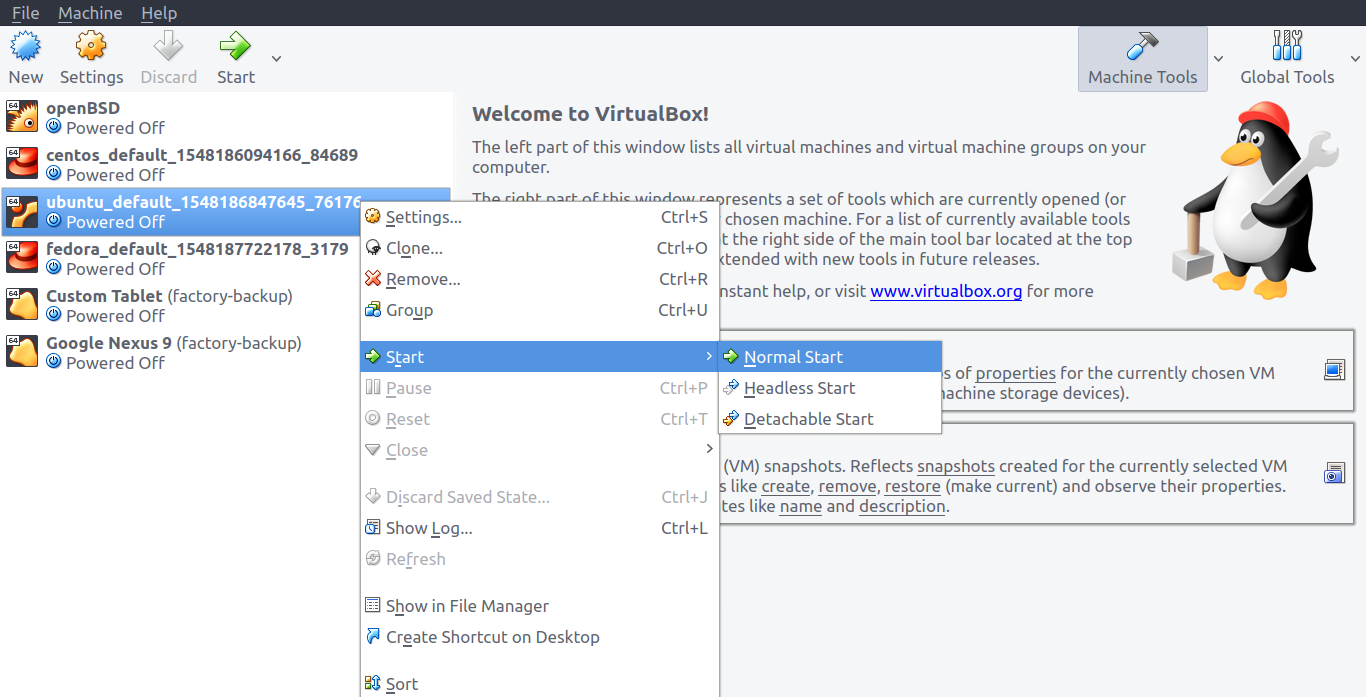 File Machine Help
New Settings Discard Start
Machine Tools Global Tools
64 openBSD
Powered Off
64 centos_default_1548186094166_84689
Powered Off
64 ubuntu_default_1548186847645_76176
Powered Off
64 fedora_default_1548187722178_3179
Powered Off
64 Custom Tablet (factory-backup)
Powered Off
64 Google Nexus 9 (factory-backup)
Powered Off
Settings... Ctrl+S
Clone... Ctrl+O
Remove... Ctrl+R
Group Ctrl+U
Start
Pause Ctrl+P
Reset Ctrl+T
Close
Discard Saved State... Ctrl+J
Show Log... Ctrl+L
Refresh
Show in File Manager
Create Shortcut on Desktop
Sort
Normal Start
Headless Start
Detachable Start
Welcome to VirtualBox!
The left part of this window lists all virtual machines and virtual machine groups on your
computer.
The right part of this window represents a set of tools which are currently opened (or
chosen machine. For a list of currently available tools
t the right side of the main tool bar located at the top
xtended with new tools in future releases.
nstant help, or visit www.virtualbox.org for more
s of properties for the currently chosen VM
achine storage devices).
(VM) snapshots. Reflects snapshots created for the currently selected VM
s like create, remove, restore (make current) and observe their properties.
tes like name and description.